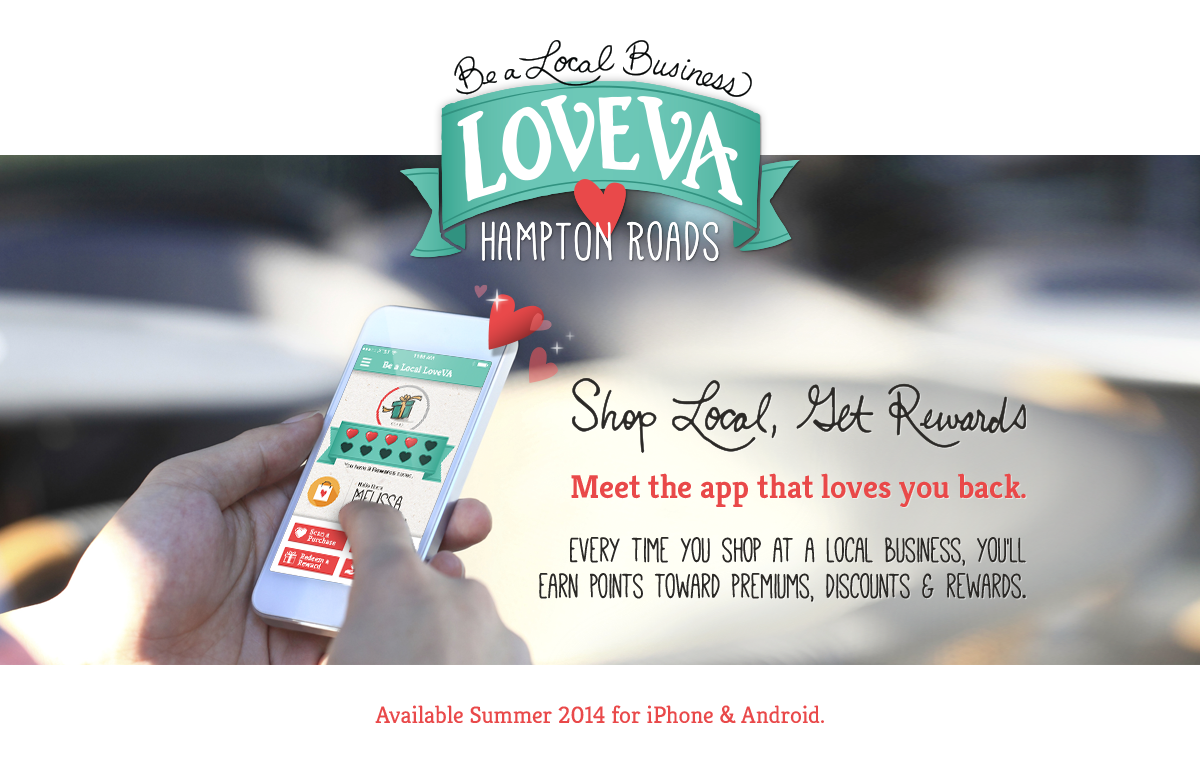 Be a Local Business
LOVEVA
HAMPTON ROADS
Be a Local LoveVA
MELISSA
Scan a
Purchase
Redeem a
Reward
Shop Local, Get Rewards
Meet the app that loves you back.
EVERY TIME YOU SHOP AT A LOCAL BUSINESS, YOU'LL
EARN POINTS TOWARD PREMIUMS, DISCOUNTS & REWARDS.
Available Summer 2014 for iPhone & Android.